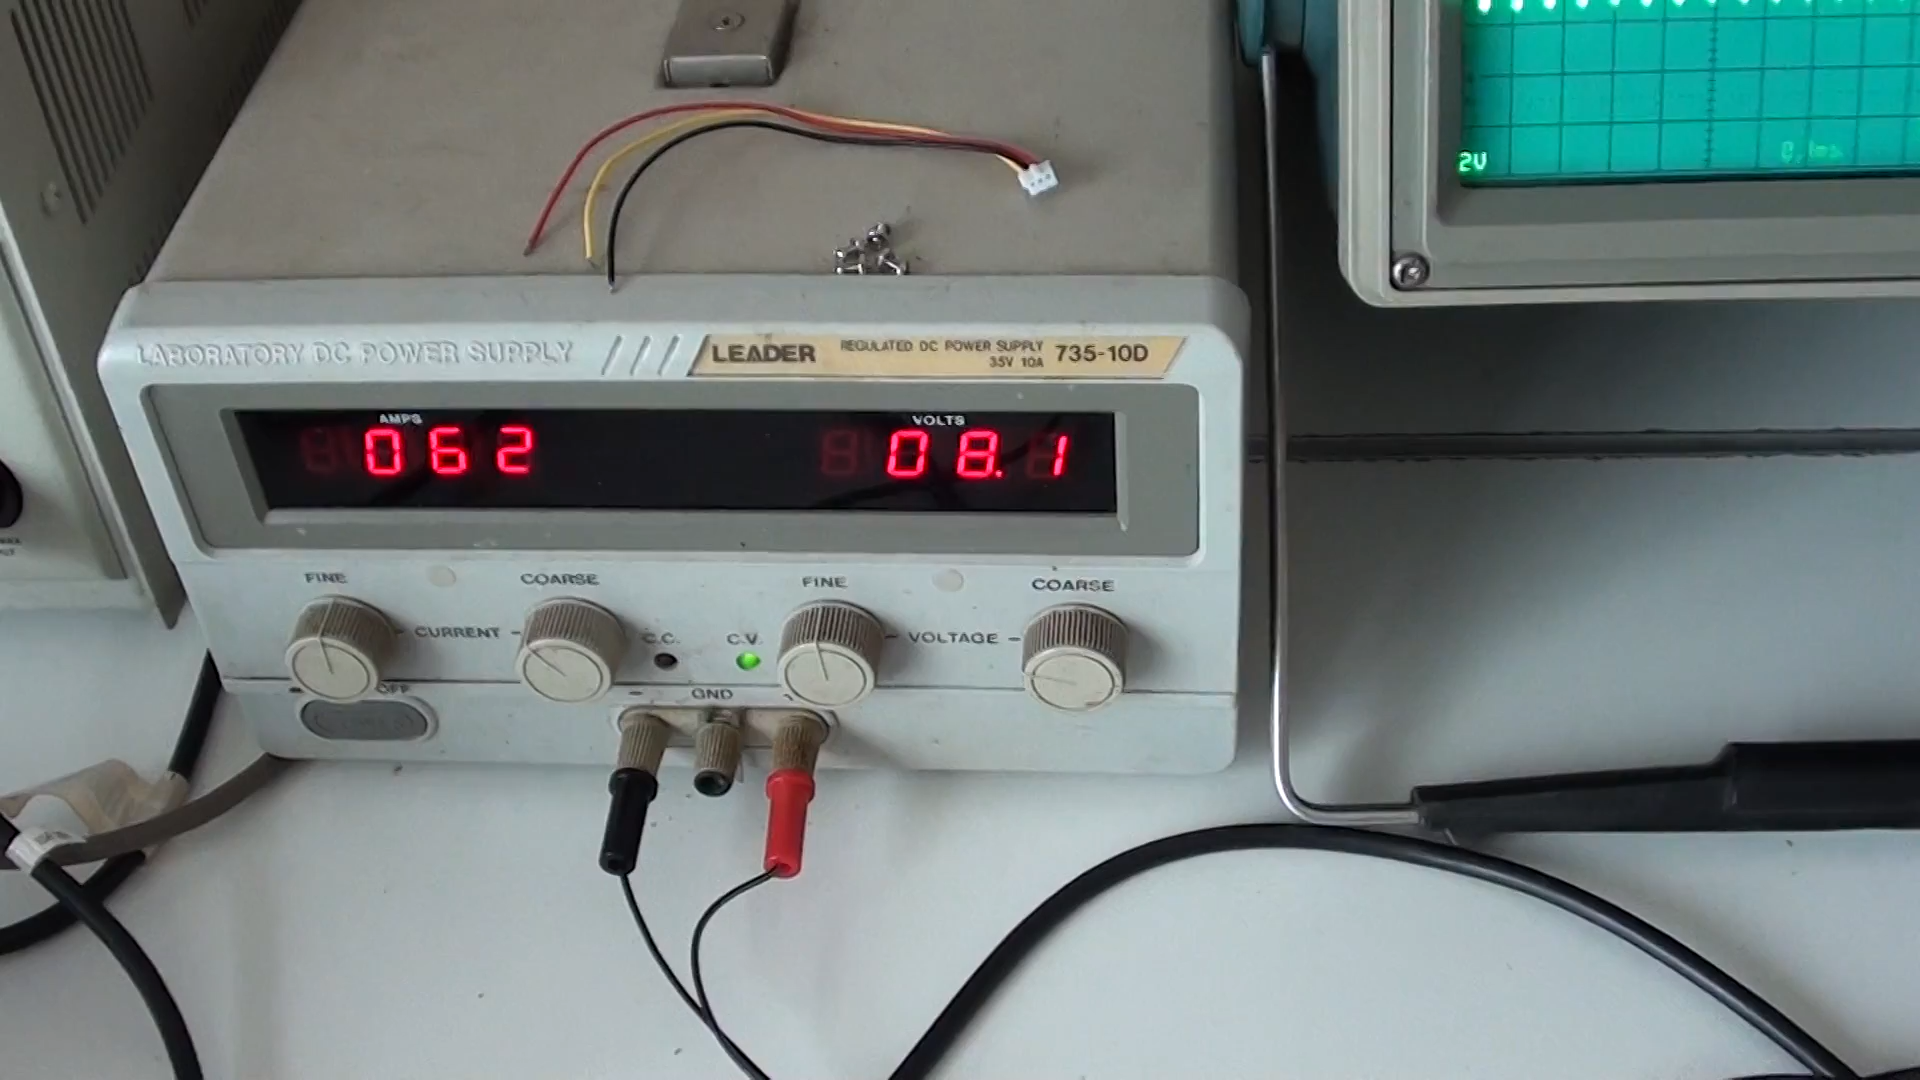 2V
LABORATORY DC POWER SUPPLY
LEADER
REGULATED DC POWER SUPPLY
35V 10A
735-10D
AMPS
VOLTS
062
08.1
FINE
COARSE
FINE
COARSE
CURRENT
C.C.
C.V.
VOLTAGE
OFF
- GND